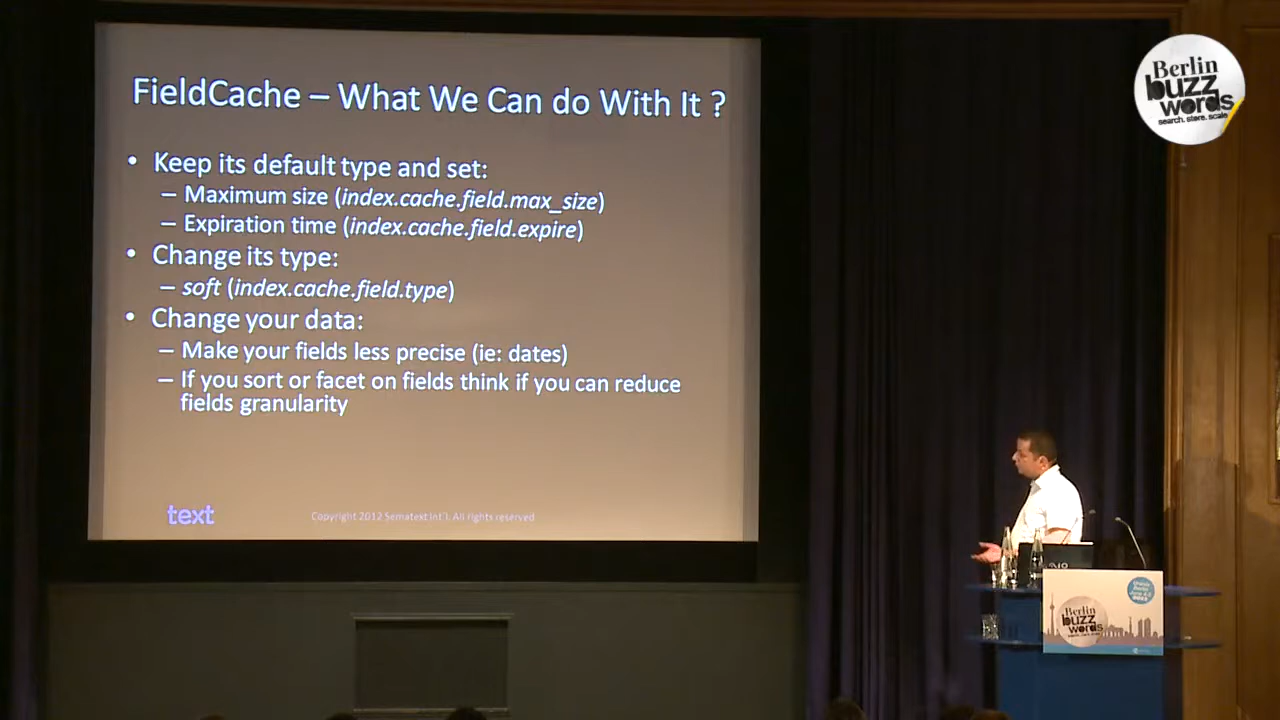 FieldCache – What We Can do With It ?
• Keep its default type and set:
– Maximum size (index.cache.field.max_size)
– Expiration time (index.cache.field.expire)
• Change its type:
– soft (index.cache.field.type)
• Change your data:
– Make your fields less precise (ie: dates)
– If you sort or facet on fields think if you can reduce
fields granularity
text
Copyright 2012 Sematext Int'l. All rights reserved
Berlin
buzz
words
search. store. scale
Berlin
buzz
words